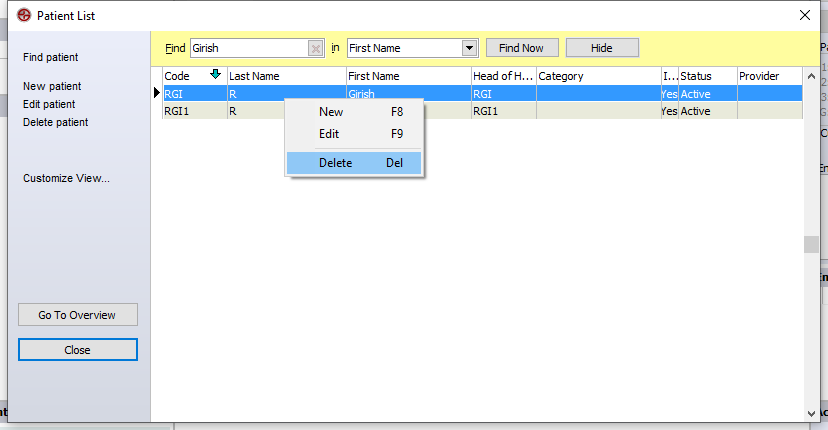 Patient List
Find patient
New patient
Edit patient
Delete patient
Customize View...
Go To Overview
Close
Find Girish in First Name Find Now Hide
Code Last Name First Name Head of H... Category I... Status Provider
RGI R Girish RGI Yes Active
RGI1 R RGI1 Yes Active
New F8
Edit F9
Delete Del